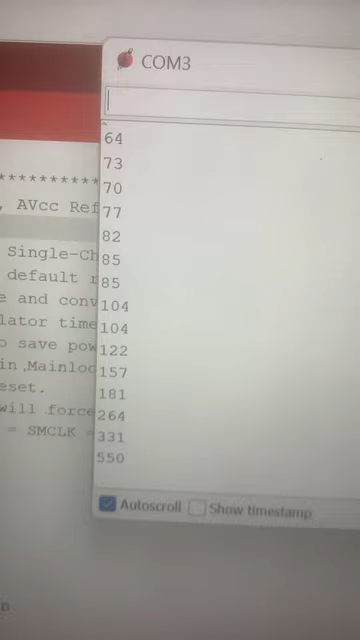 COM3
64
73
70
77
82
85
85
104
104
122
157
181
264
331
550
Autoscroll Show timestamp
**********
, AVcc Ref
Single-Ch
default
e and conv
lator time
o save pow
in ,Mainloo
eset.
will force
= SMCLK =